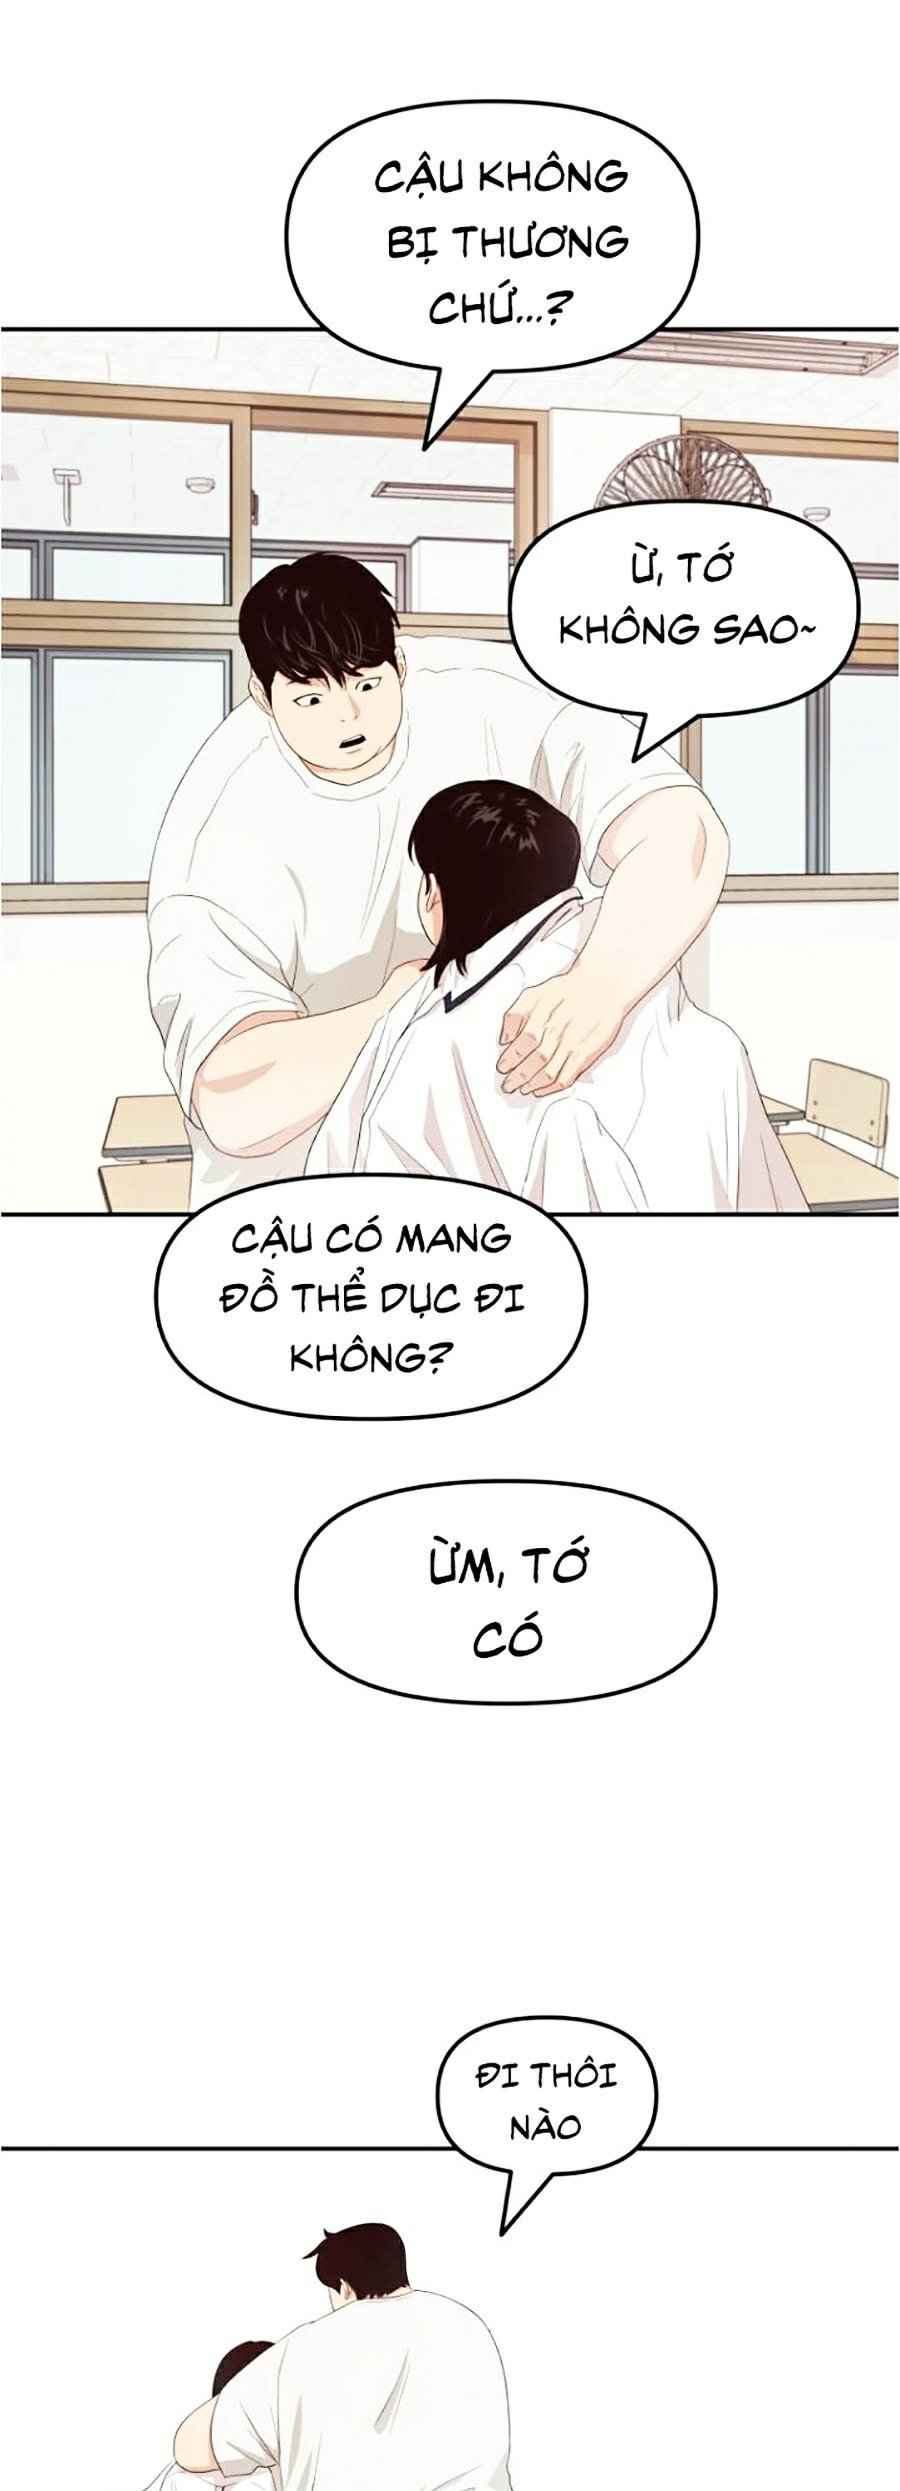 CẬU KHÔNG
BỊ THƯƠNG
CHỨ...?
Ừ, TỚ
KHÔNG SAO~
CẬU CÓ MANG
ĐỒ THỂ DỤC ĐI
KHÔNG?
ỪM, TỚ
CÓ
ĐI THÔI
NÀO